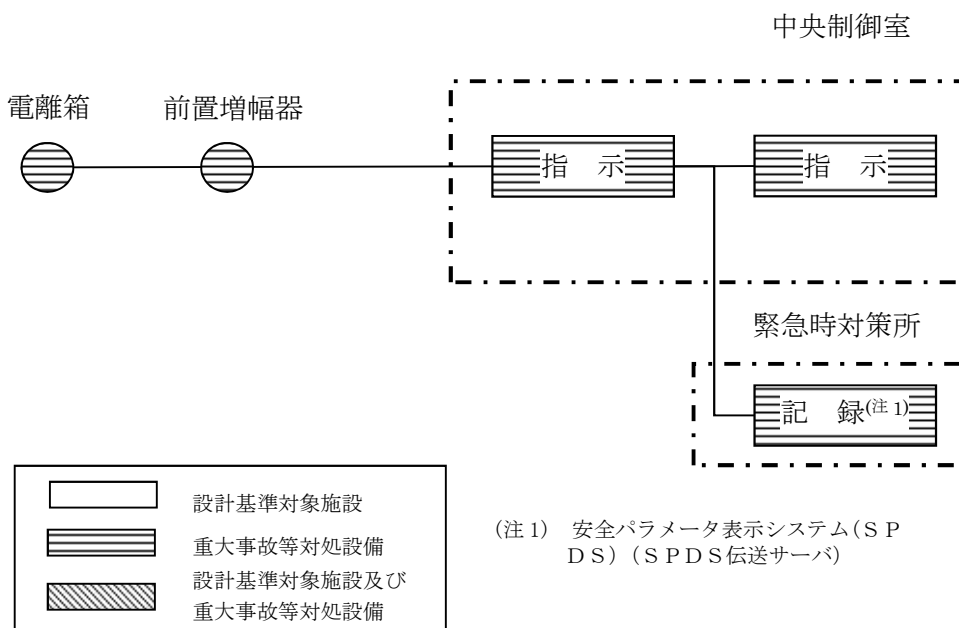 中央制御室
電離箱
前置増幅器
指　示
指　示
緊急時対策所
記　録(注1)
設計基準対象施設
重大事故等対処設備
設計基準対象施設及び
重大事故等対処設備
(注1)　安全パラメータ表示システム(ＳＰ
ＤＳ)（ＳＰＤＳ伝送サーバ）